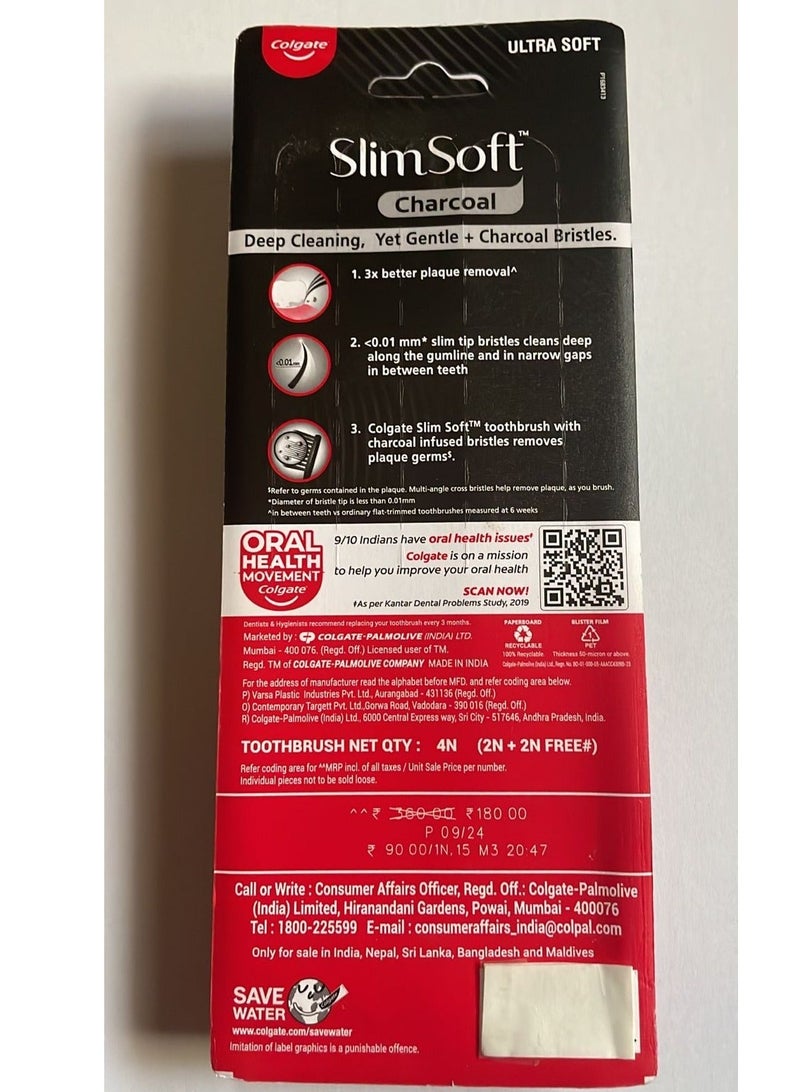 Colgate
ULTRA SOFT
SlimSoft™
Charcoal
Deep Cleaning, Yet Gentle + Charcoal Bristles.
1. 3x better plaque removal^
<0.01mm
2. <0.01 mm* slim tip bristles cleans deep
along the gumline and in narrow gaps
in between teeth
3. Colgate Slim Soft™ toothbrush with
charcoal infused bristles removes
plaque germs$.
$Refer to germs contained in the plaque. Multi-angle cross bristles help remove plaque, as you brush.
*Diameter of bristle tip is less than 0.01mm
^in between teeth vs ordinary flat-trimmed toothbrushes measured at 6 weeks
ORAL
HEALTH
MOVEMENT
Colgate
9/10 Indians have oral health issues‡
Colgate is on a mission
to help you improve your oral health
SCAN NOW!
‡As per Kantar Dental Problems Study, 2019
Dentists & Hygienists recommend replacing your toothbrush every 3 months.
Marketed by : COLGATE-PALMOLIVE (INDIA) LTD.
Mumbai - 400 076. (Regd. Off.) Licensed user of TM.
Regd. TM of COLGATE-PALMOLIVE COMPANY MADE IN INDIA
PAPERBOARD
RECYCLABLE
100% Recyclable.
BLISTER FILM
1
PET
Thickness 50-micron or above.
For the address of manufacturer read the alphabet before MFD. and refer coding area below.
P) Varsa Plastic Industries Pvt. Ltd., Aurangabad - 431136 (Regd. Off.)
O) Contemporary Targett Pvt. Ltd.,Gorwa Road, Vadodara - 390 016 (Regd. Off.)
R) Colgate-Palmolive (India) Ltd., 6000 Central Express way, Sri City - 517646, Andhra Pradesh, India.
TOOTHBRUSH NET QTY : 4N (2N + 2N FREE#)
Refer coding area for ^^MRP incl. of all taxes / Unit Sale Price per number.
Individual pieces not to be sold loose.
^^₹ 360 00 ₹180 00
P 09/24
₹ 90 00/1N, 15 M3 20:47
Call or Write : Consumer Affairs Officer, Regd. Off.: Colgate-Palmolive
(India) Limited, Hiranandani Gardens, Powai, Mumbai - 400076
Tel : 1800-225599 E-mail : consumeraffairs_india@colpal.com
Only for sale in India, Nepal, Sri Lanka, Bangladesh and Maldives
SAVE
WATER
www.colgate.com/savewater
Imitation of label graphics is a punishable offence.